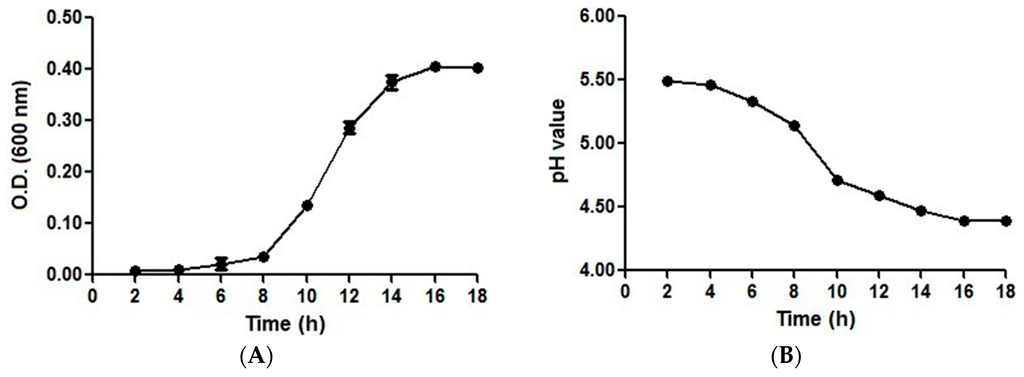 0.50
0.40
0.30
0.20
0.10
0.00
O.D. (600 nm)
0 2 4 6 8 10 12 14 16 18
Time (h)
(A)
6.00
5.50
5.00
4.50
4.00
pH value
0 2 4 6 8 10 12 14 16 18
Time (h)
(B)